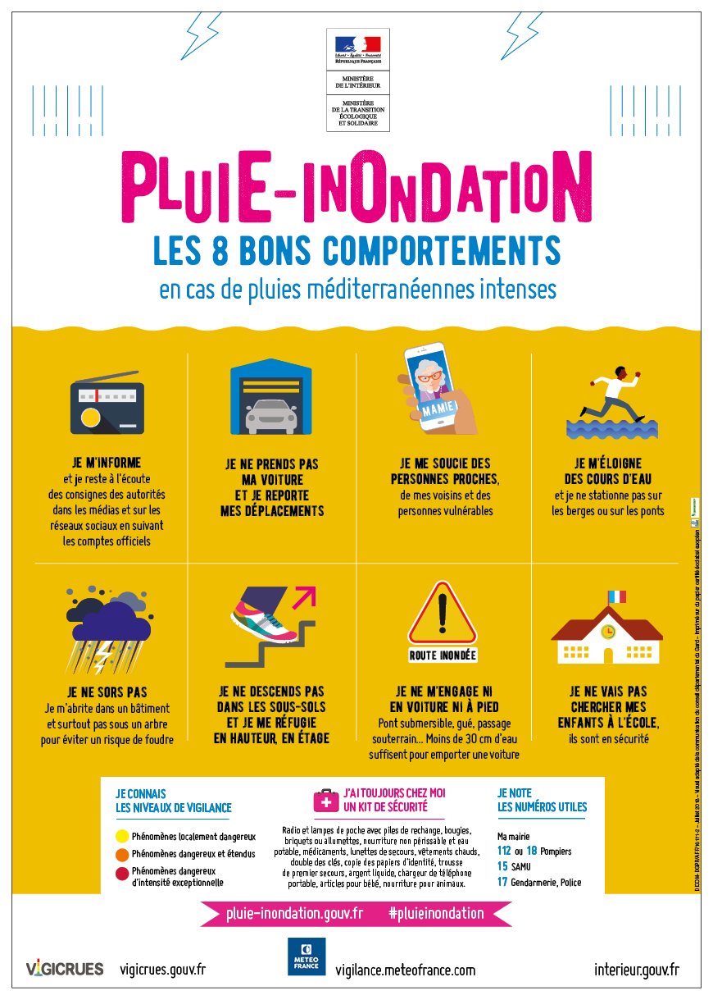 Liberté • Égalité • Fraternité
RÉPUBLIQUE FRANÇAISE
MINISTÈRE
DE L'INTÉRIEUR
MINISTÈRE
DE LA TRANSITION
ÉCOLOGIQUE
ET SOLIDAIRE
PLUIE-INONDATION
LES 8 BONS COMPORTEMENTS
en cas de pluies méditerranéennes intenses
JE M'INFORME
et je reste à l'écoute
des consignes des autorités
dans les médias et sur les
réseaux sociaux en suivant
les comptes officiels
JE NE PRENDS PAS
MA VOITURE
ET JE REPORTE
MES DÉPLACEMENTS
MAMIE
JE ME SOUCIE DES
PERSONNES PROCHES,
de mes voisins et des
personnes vulnérables
JE M'ÉLOIGNE
DES COURS D'EAU
et je ne stationne pas sur
les berges ou sur les ponts
JE NE SORS PAS
Je m'abrite dans un bâtiment
et surtout pas sous un arbre
pour éviter un risque de foudre
JE NE DESCENDS PAS
DANS LES SOUS-SOLS
ET JE ME RÉFUGIE
EN HAUTEUR, EN ÉTAGE
ROUTE INONDÉE
JE NE M'ENGAGE NI
EN VOITURE NI À PIED
Pont submersible, gué, passage
souterrain... Moins de 30 cm d'eau
suffisent pour emporter une voiture
JE NE VAIS PAS
CHERCHER MES
ENFANTS À L'ÉCOLE,
ils sont en sécurité
JE CONNAIS
LES NIVEAUX DE VIGILANCE
Phénomènes localement dangereux
Phénomènes dangereux et étendus
Phénomènes dangereux
d'intensité exceptionnelle
J'AI TOUJOURS CHEZ MOI
UN KIT DE SÉCURITÉ
Radio et lampes de poche avec piles de rechange, bougies,
briquets ou allumettes, nourriture non périssable et eau
potable, médicaments, lunettes de secours, vêtements chauds,
double des clés, copie des papiers d'identité, trousse
de premier secours, argent liquide, chargeur de téléphone
portable, articles pour bébé, nourriture pour animaux.
JE NOTE
LES NUMÉROS UTILES
Ma mairie
112 ou 18 Pompiers
15 SAMU
17 Gendarmerie, Police
pluie-inondation.gouv.fr #pluieinondation
VIGICRUES vigicrues.gouv.fr
METEO
FRANCE
vigilance.meteofrance.com
interieur.gouv.fr